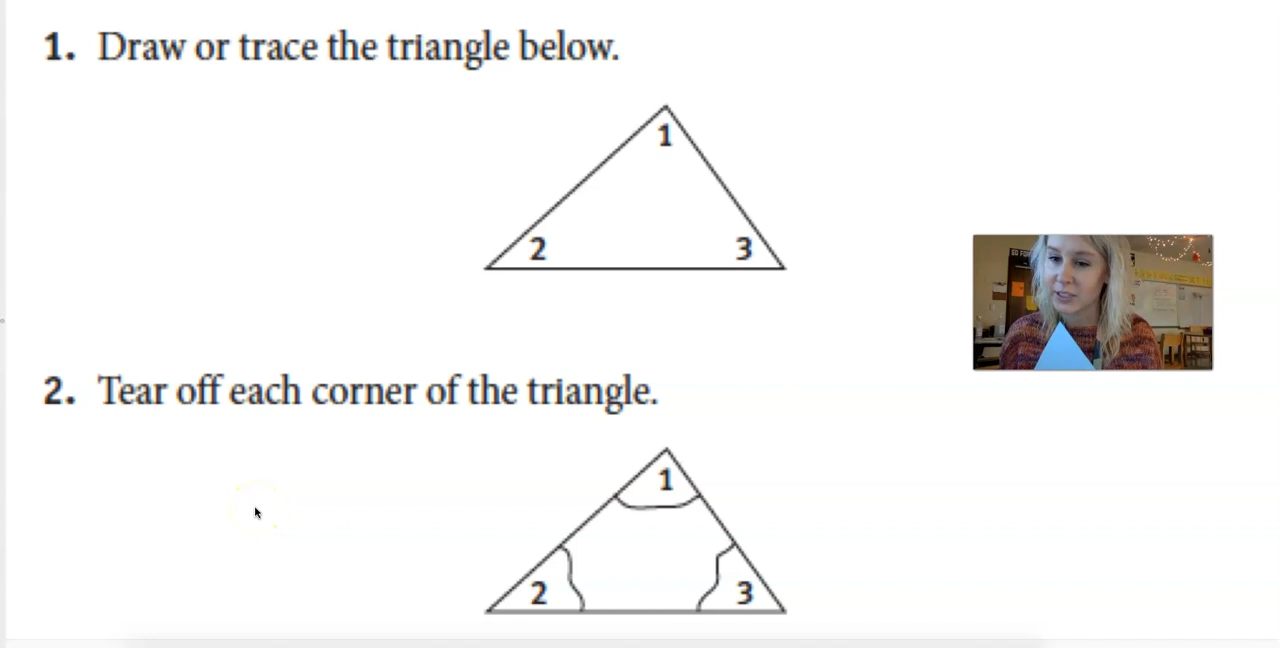 1. Draw or trace the triangle below.
1
2 3
2. Tear off each corner of the triangle.
1
2 3